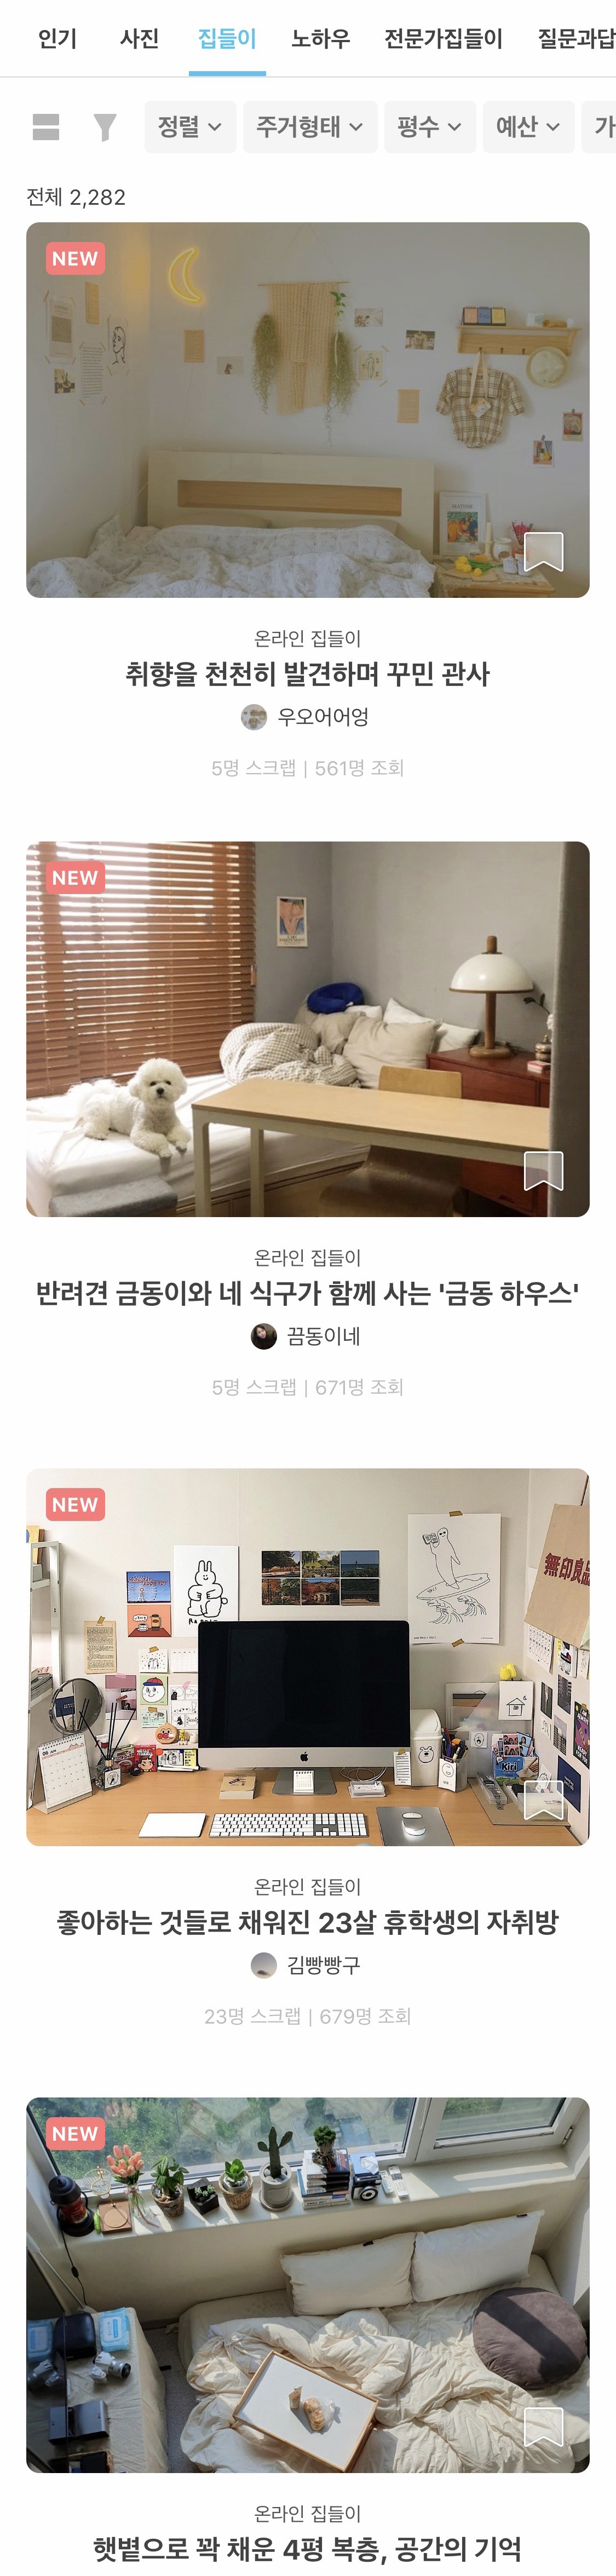 인기 사진 집들이 노하우 전문가집들이 질문과답
정렬 주거형태 평수 예산 가
전체 2,282
NEW
온라인 집들이
취향을 천천히 발견하며 꾸민 관사
우오어어엉
5명 스크랩 | 561명 조회
NEW
온라인 집들이
반려견 금동이와 네 식구가 함께 사는 '금동 하우스'
끔동이네
5명 스크랩 | 671명 조회
NEW
無印良品
Kiri
온라인 집들이
좋아하는 것들로 채워진 23살 휴학생의 자취방
김빵빵구
23명 스크랩 | 679명 조회
NEW
온라인 집들이
햇볕으로 꽉 채운 4평 복층, 공간의 기억